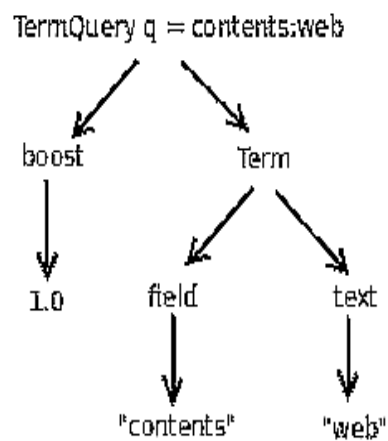 TermQuery q = contents:web
boost Term
1.0 field text
"contents" "web"